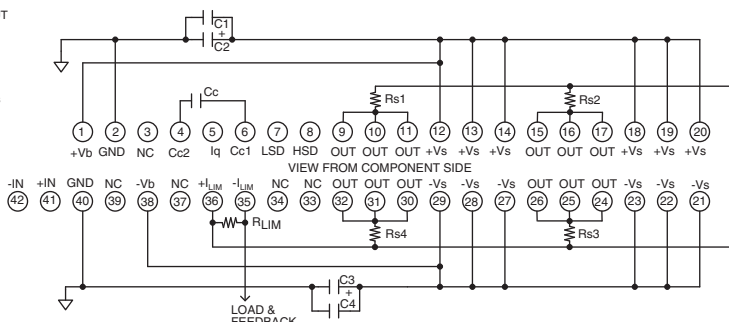 CT
C1
+
C2
Cc
Rs1
Rs2
1 2 3 4 5 6 7 8 9 10 11 12 13 14 15 16 17 18 19 20
+Vb GND NC Cc2 Iq Cc1 LSD HSD OUT OUT OUT +Vs +Vs +Vs OUT OUT OUT +Vs +Vs +Vs
VIEW FROM COMPONENT SIDE
-IN +IN GND NC -Vb NC +ILIM -ILIM NC NC OUT OUT OUT -Vs -Vs -Vs OUT OUT OUT -Vs -Vs -Vs
42 41 40 39 38 37 36 35 34 33 32 31 30 29 28 27 26 25 24 23 22 21
RLIM
Rs4
Rs3
C3
+
C4
LOAD &
FEEDBACK